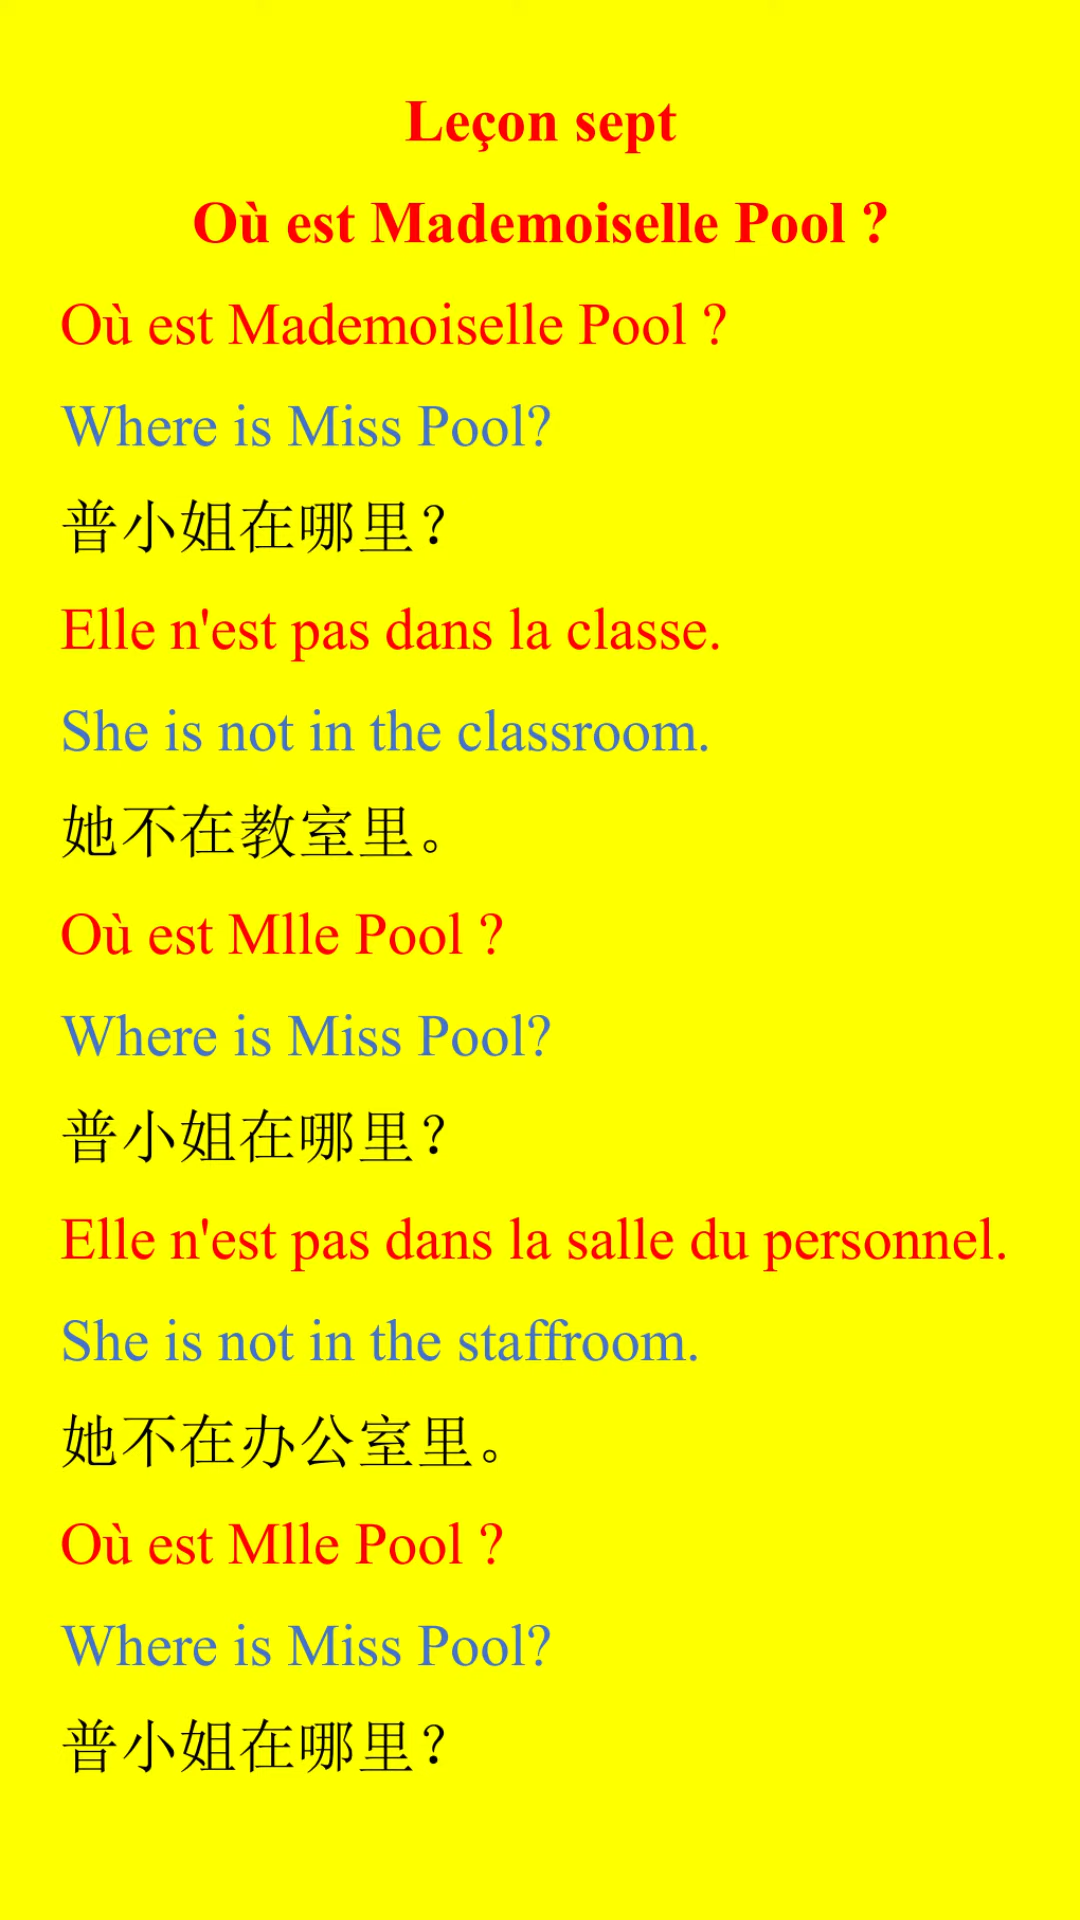 Leçon sept
Où est Mademoiselle Pool ?
Où est Mademoiselle Pool ?
Where is Miss Pool?
普小姐在哪里？
Elle n'est pas dans la classe.
She is not in the classroom.
她不在教室里。
Où est Mlle Pool ?
Where is Miss Pool?
普小姐在哪里？
Elle n'est pas dans la salle du personnel.
She is not in the staffroom.
她不在办公室里。
Où est Mlle Pool ?
Where is Miss Pool?
普小姐在哪里？